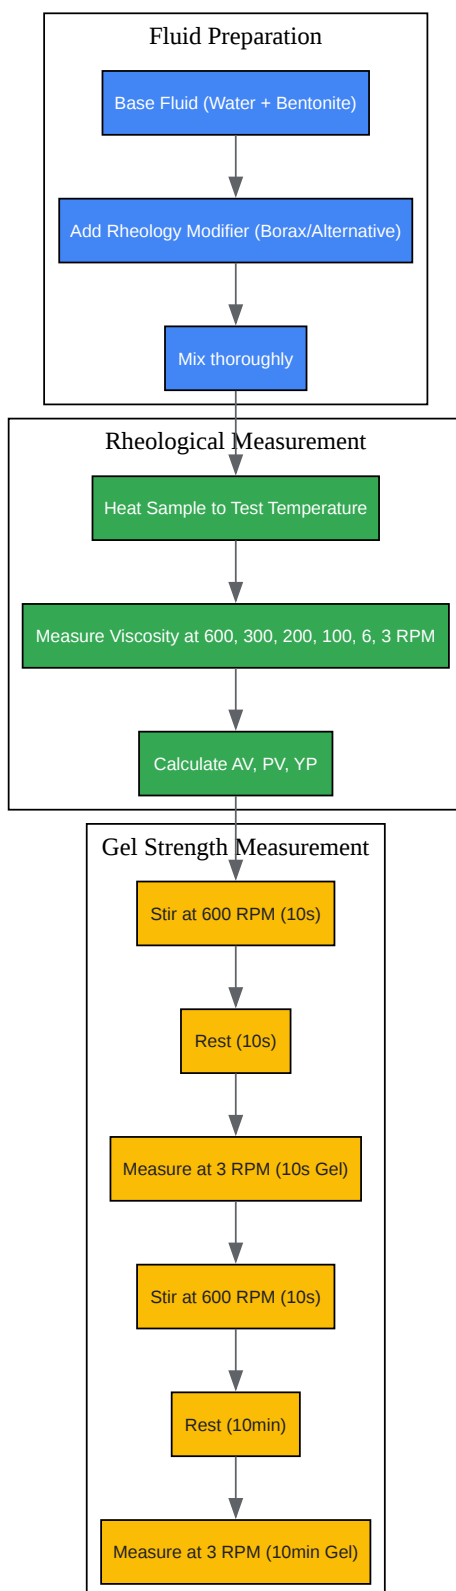 Fluid Preparation
Base Fluid (Water + Bentonite)
Add Rheology Modifier (Borax/Alternative)
Mix thoroughly
Rheological Measurement
Heat Sample to Test Temperature
Measure Viscosity at 600, 300, 200, 100, 6, 3 RPM
Calculate AV, PV, YP
Gel Strength Measurement
Stir at 600 RPM (10s)
Rest (10s)
Measure at 3 RPM (10s Gel)
Stir at 600 RPM (10s)
Rest (10min)
Measure at 3 RPM (10min Gel)